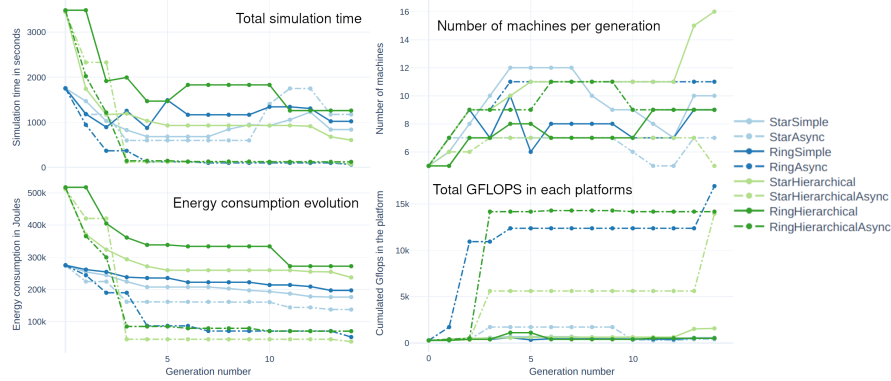 Total simulation time
Simulation time in seconds
3000
2000
1000
0
Number of machines per generation
Number of machines
16
14
12
10
8
6
Energy consumption evolution
Energy consumption in Joules
500k
400k
300k
200k
100k
5
10
Generation number
Total GFLOPS in each platforms
Cumulated Gflops in the platform
15k
10k
5k
0
0
5
10
Generation number
StarSimple
StarAsync
RingSimple
RingAsync
StarHierarchical
StarHierarchicalAsync
RingHierarchical
RingHierarchicalAsync